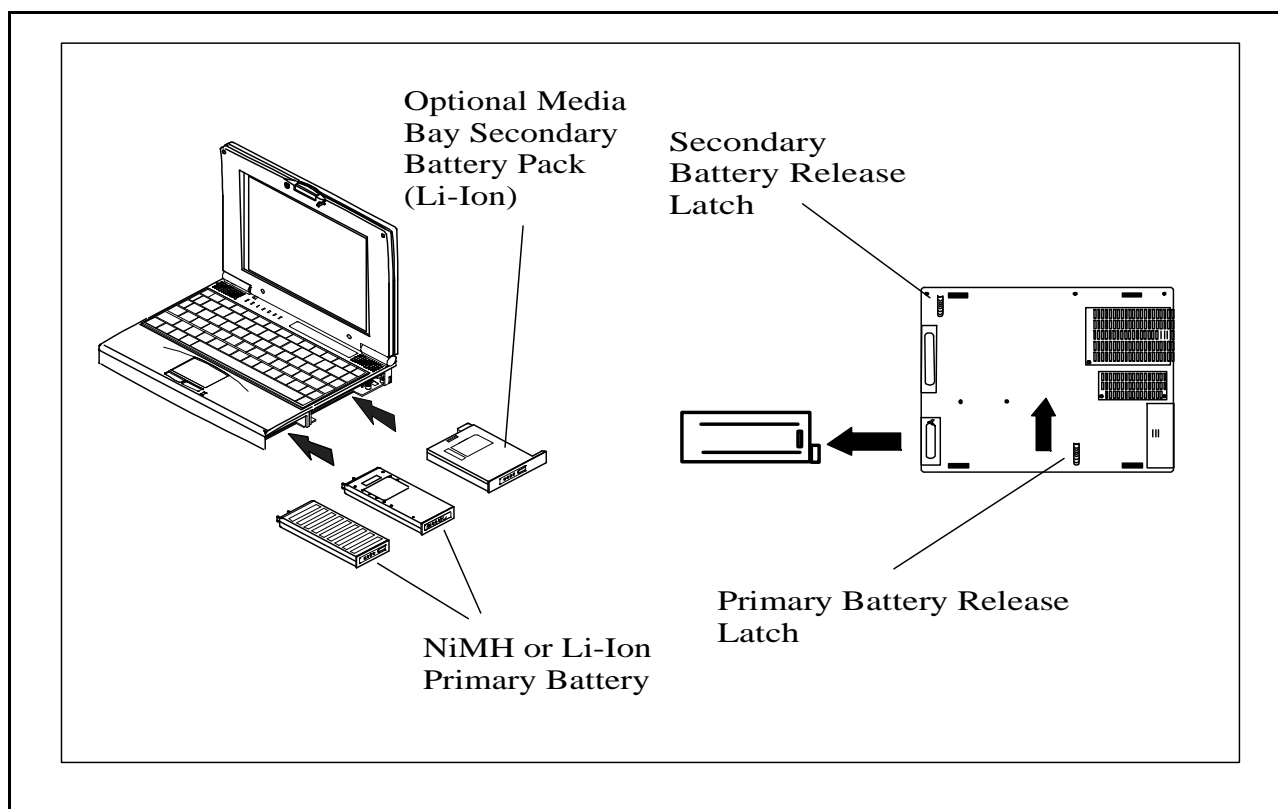 Optional Media
Bay Secondary
Battery Pack
(Li-Ion)
Secondary
Battery Release
Latch
Primary Battery Release
Latch
NiMH or Li-Ion
Primary Battery